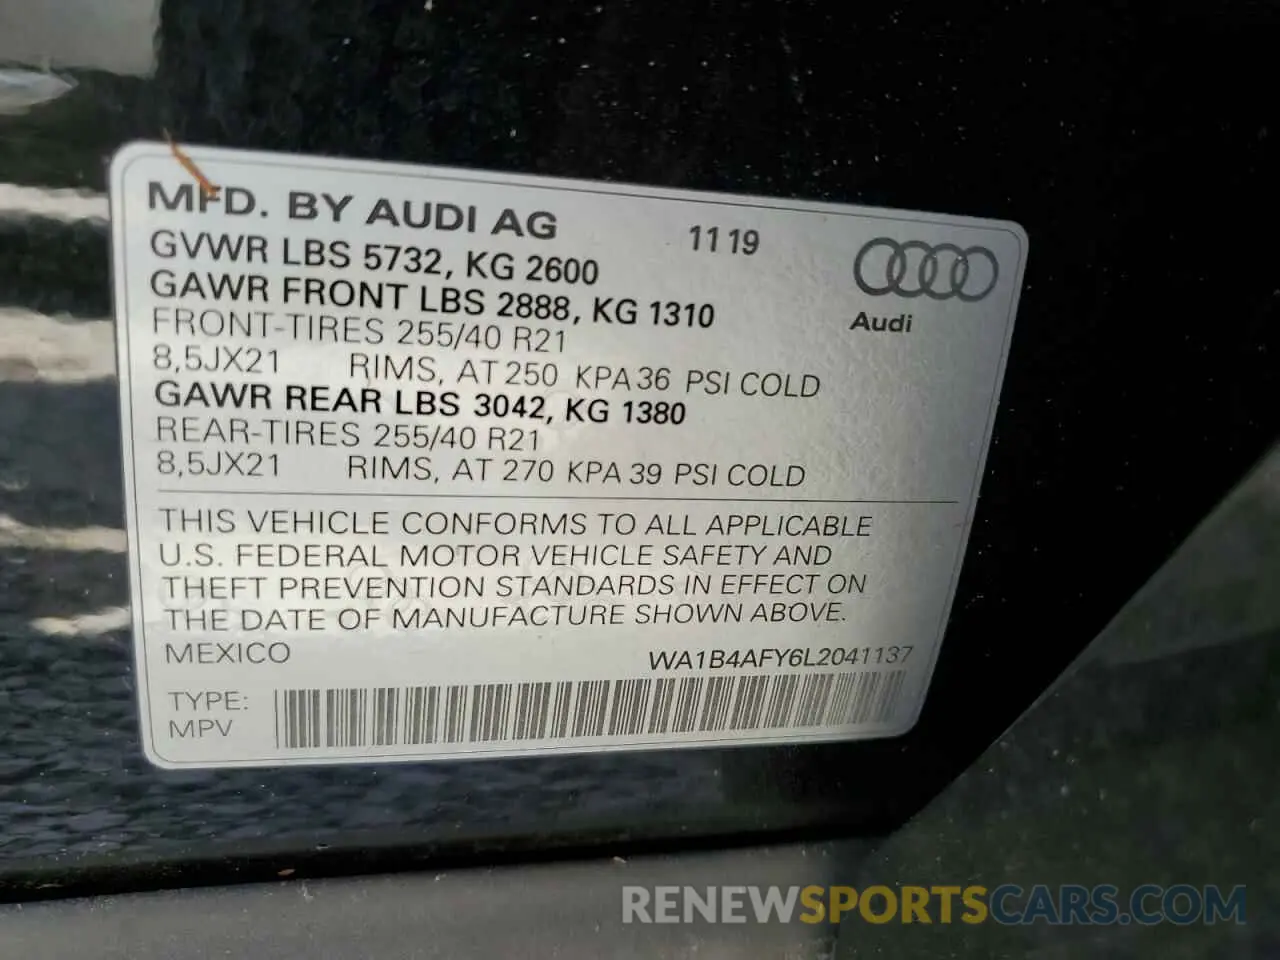 MFD. BY AUDI AG
11 19
GVWR LBS 5732, KG 2600
GAWR FRONT LBS 2888, KG 1310
Audi
FRONT-TIRES 255/40 R21
8,5JX21 RIMS, AT 250 KPA 36 PSI COLD
GAWR REAR LBS 3042, KG 1380
REAR-TIRES 255/40 R21
8,5JX21 RIMS, AT 270 KPA 39 PSI COLD
THIS VEHICLE CONFORMS TO ALL APPLICABLE
U.S. FEDERAL MOTOR VEHICLE SAFETY AND
THEFT PREVENTION STANDARDS IN EFFECT ON
THE DATE OF MANUFACTURE SHOWN ABOVE.
MEXICO WA1B4AFY6L2041137
TYPE:
MPV
RENEWSPORTSCARS.COM